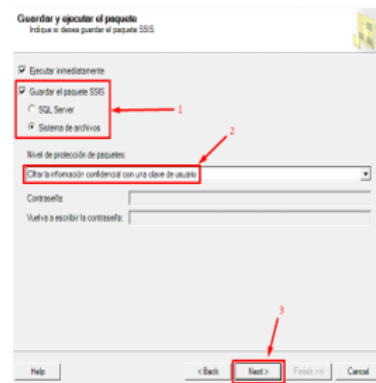 Guardar y ejecutar el paquete
Indique si desea guardar el paquete SSIS.
Ejecutar inmediatamente
Guardar el paquete SSIS
SQL Server
1
Sistema de archivos
2
Nivel de protección de paquetes:
Cifrar la información confidencial con una clave de usuario
Contraseña:
Vuelva a escribir la contraseña:
3
Help
< Back
Next >
Finish >>|
Cancel